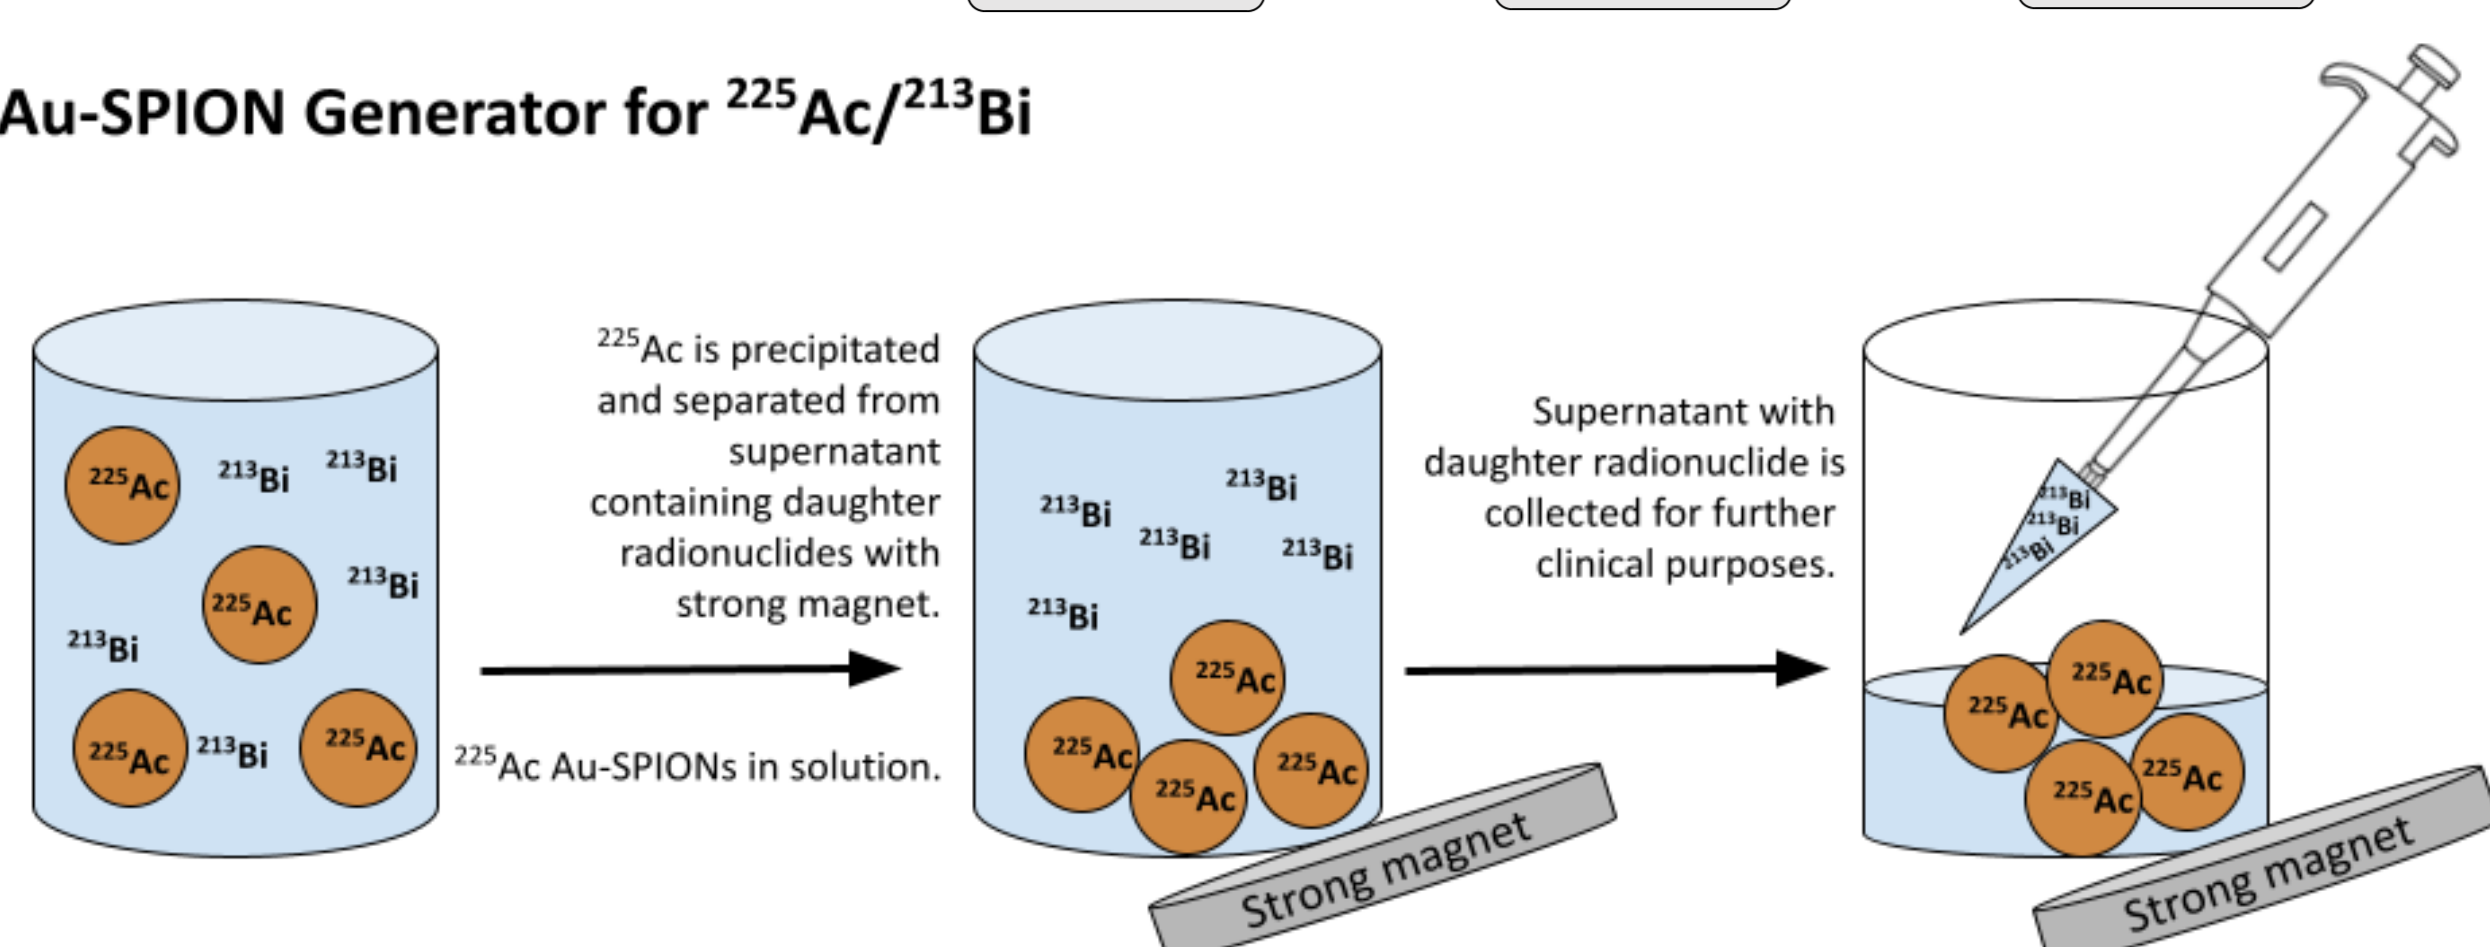 Au-SPION Generator for ²²⁵Ac/²¹³Bi
²²⁵Ac
²¹³Bi
²¹³Bi
²²⁵Ac
²¹³Bi
²¹³Bi
²²⁵Ac
²¹³Bi
²²⁵Ac
²²⁵Ac is precipitated
and separated from
supernatant
containing daughter
radionuclides with
strong magnet.
²²⁵Ac Au-SPIONs in solution.
²¹³Bi
²¹³Bi
²¹³Bi
²¹³Bi
²¹³Bi
²²⁵Ac
²²⁵Ac
²²⁵Ac
²²⁵Ac
Strong magnet
Supernatant with
daughter radionuclide is
collected for further
clinical purposes.
²¹³Bi
²¹³Bi
²¹³Bi
²²⁵Ac
²²⁵Ac
²²⁵Ac
²²⁵Ac
Strong magnet